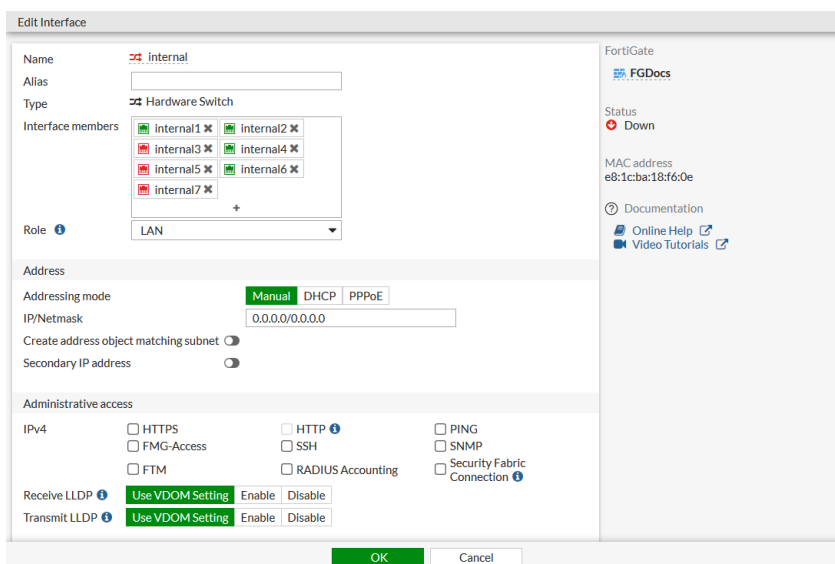 Edit Interface
Name internal
Alias
Type Hardware Switch
Interface members internal1 internal2
internal3 internal4
internal5 internal6
internal7
+
Role LAN
Address
Addressing mode Manual DHCP PPPoE
IP/Netmask 0.0.0.0/0.0.0.0
Create address object matching subnet
Secondary IP address
Administrative access
IPv4 HTTPS HTTP PING
FMG-Access SSH SNMP
FTM RADIUS Accounting Security Fabric
Connection
Receive LLDP Use VDOM Setting Enable Disable
Transmit LLDP Use VDOM Setting Enable Disable
OK Cancel
FortiGate
FGDocs
Status
Down
MAC address
e8:1c:ba:18:f6:0e
Documentation
Online Help
Video Tutorials